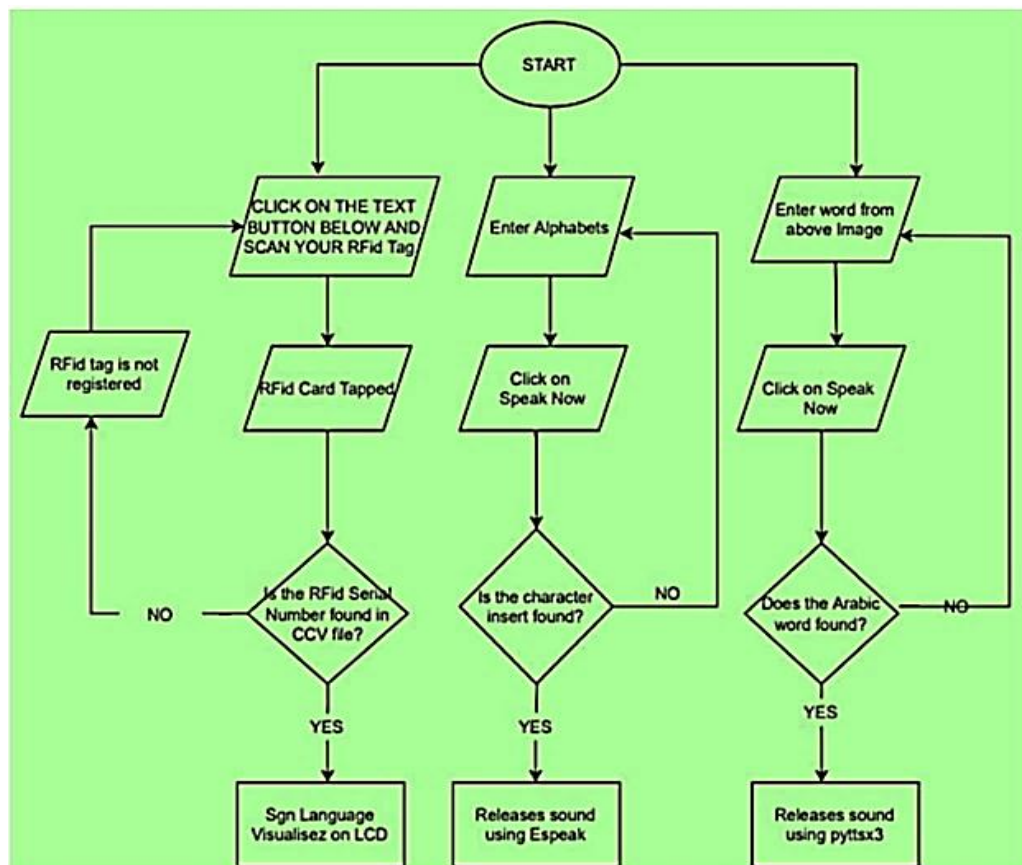 START
CLICK ON THE TEXT
BUTTON BELOW AND
SCAN YOUR RFid Tag
Enter Alphabets
Enter word from
above Image
RFid tag is not
registered
RFid Card Tapped
Click on
Speak Now
Click on Speak
Now
Is the RFid Serial
Number found in
CCV file?
NO
Is the character
insert found?
NO
Does the Arabic
word found?
NO
YES
YES
YES
Sgn Language
Visualisez on LCD
Releases sound
using Espeak
Releases sound
using pyttsx3